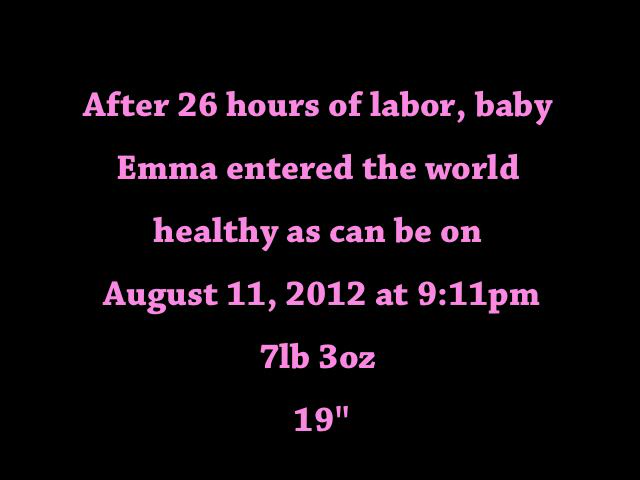 After 26 hours of labor, baby
Emma entered the world
healthy as can be on
August 11, 2012 at 9:11pm
7lb 3oz
19"